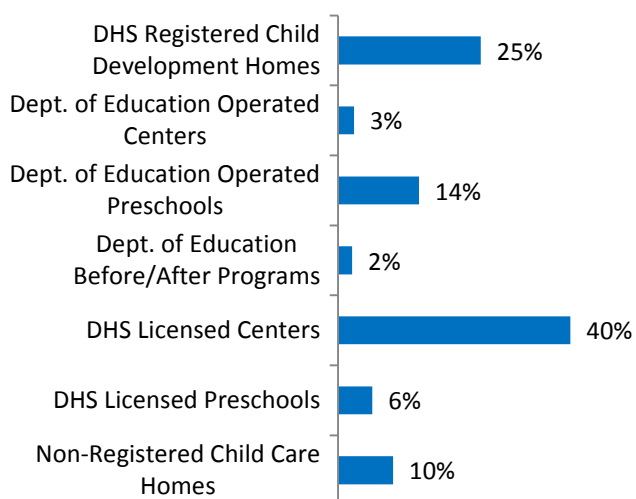 DHS Registered Child
Development Homes
25%
Dept. of Education Operated
Centers
3%
Dept. of Education Operated
Preschools
14%
Dept. of Education
Before/After Programs
2%
DHS Licensed Centers
40%
DHS Licensed Preschools
6%
Non-Registered Child Care
Homes
10%